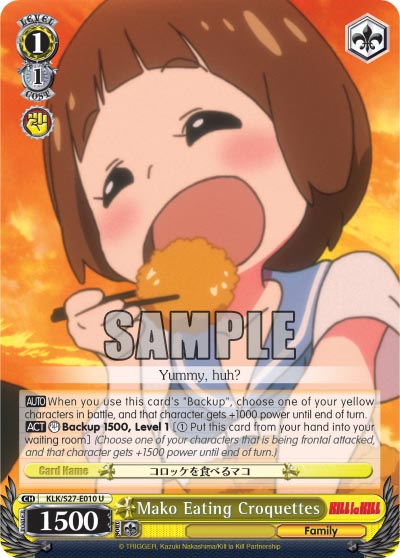 LEVEL
1
1
COST
SAMPLE
Yummy, huh?
AUTO When you use this card's "Backup", choose one of your yellow
characters in battle, and that character gets +1000 power until end of turn.
ACT Backup 1500, Level 1 [① Put this card from your hand into your
waiting room] (Choose one of your characters that is being frontal attacked,
and that character gets +1500 power until end of turn.)
Card Name コロッケを食べるマコ
CH KLK/S27-E010 U
POWER 1500 SOUL Mako Eating Croquettes KILL la KILL
Family
© TRIGGER, Kazuki Nakashima/Kill la Kill Partnership